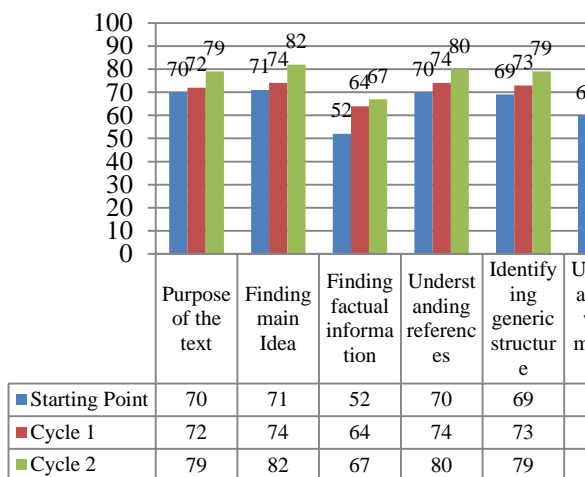 100
90
80
70
60
50
40
30
20
10
0
70 72 79
71 74 82
52 64 67
70 74 80
69 73 79
Purpose
of the
text
Finding
main
Idea
Finding
factual
informa
tion
Underst
anding
referenc
es
Identify
ing
generic
structur
e
Starting Point 70 71 52 70 69
Cycle 1 72 74 64 74 73
Cycle 2 79 82 67 80 79